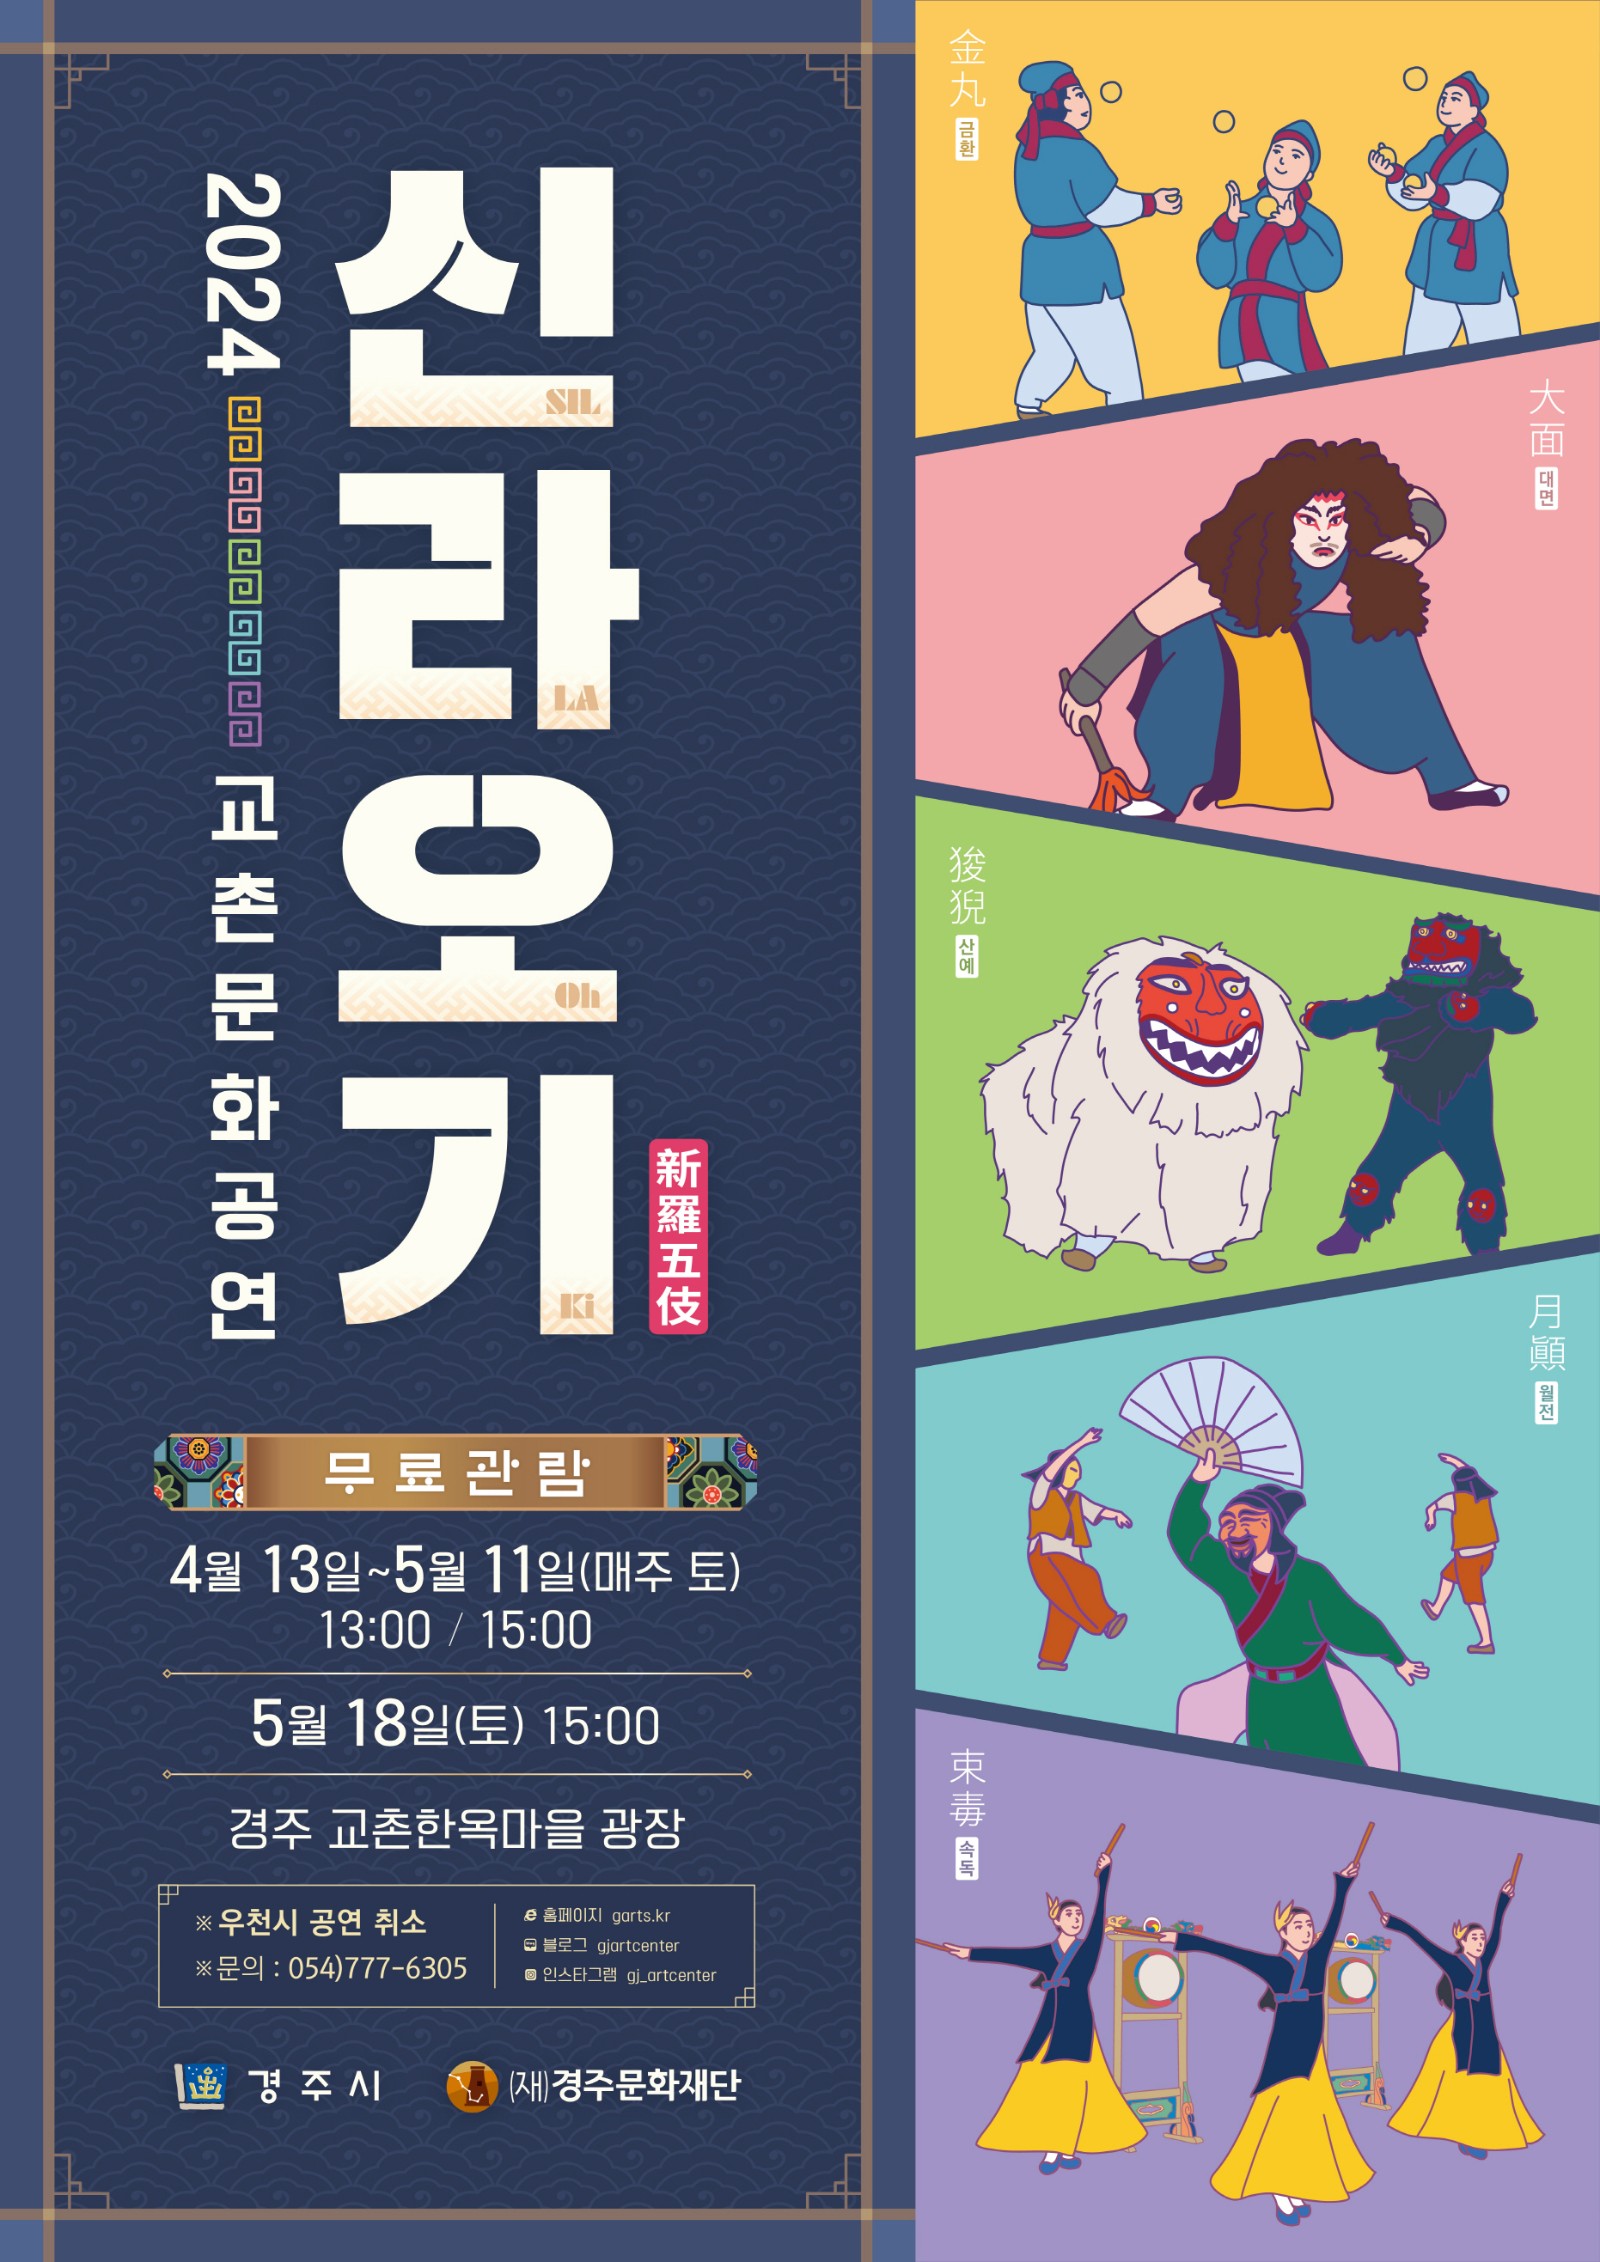 2024 교촌문화공연
신라오기
SIL
LA
Oh
Ki
新羅五伎
무료관람
4월 13일~5월 11일(매주 토)
13:00 / 15:00
5월 18일(토) 15:00
경주 교촌한옥마을 광장
※우천시 공연 취소
※문의 : 054)777-6305
홈페이지 garts.kr
블로그 gjartcenter
인스타그램 gj_artcenter
경주시
(재)경주문화재단
金丸
금환
大面
대면
狻猊
산예
月顚
월전
束毒
속독